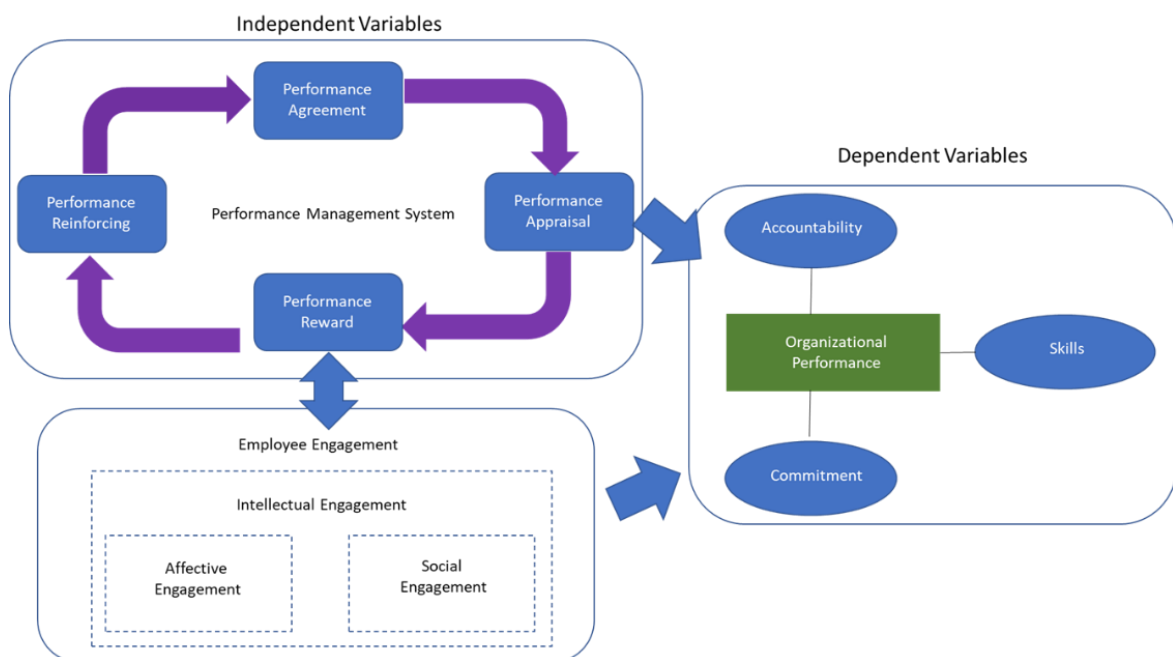 Independent Variables
Performance
Agreement
Performance
Reinforcing
Performance Management System
Performance
Appraisal
Performance
Reward
Dependent Variables
Accountability
Organizational
Performance
Skills
Commitment
Employee Engagement
Intellectual Engagement
Affective
Engagement
Social
Engagement